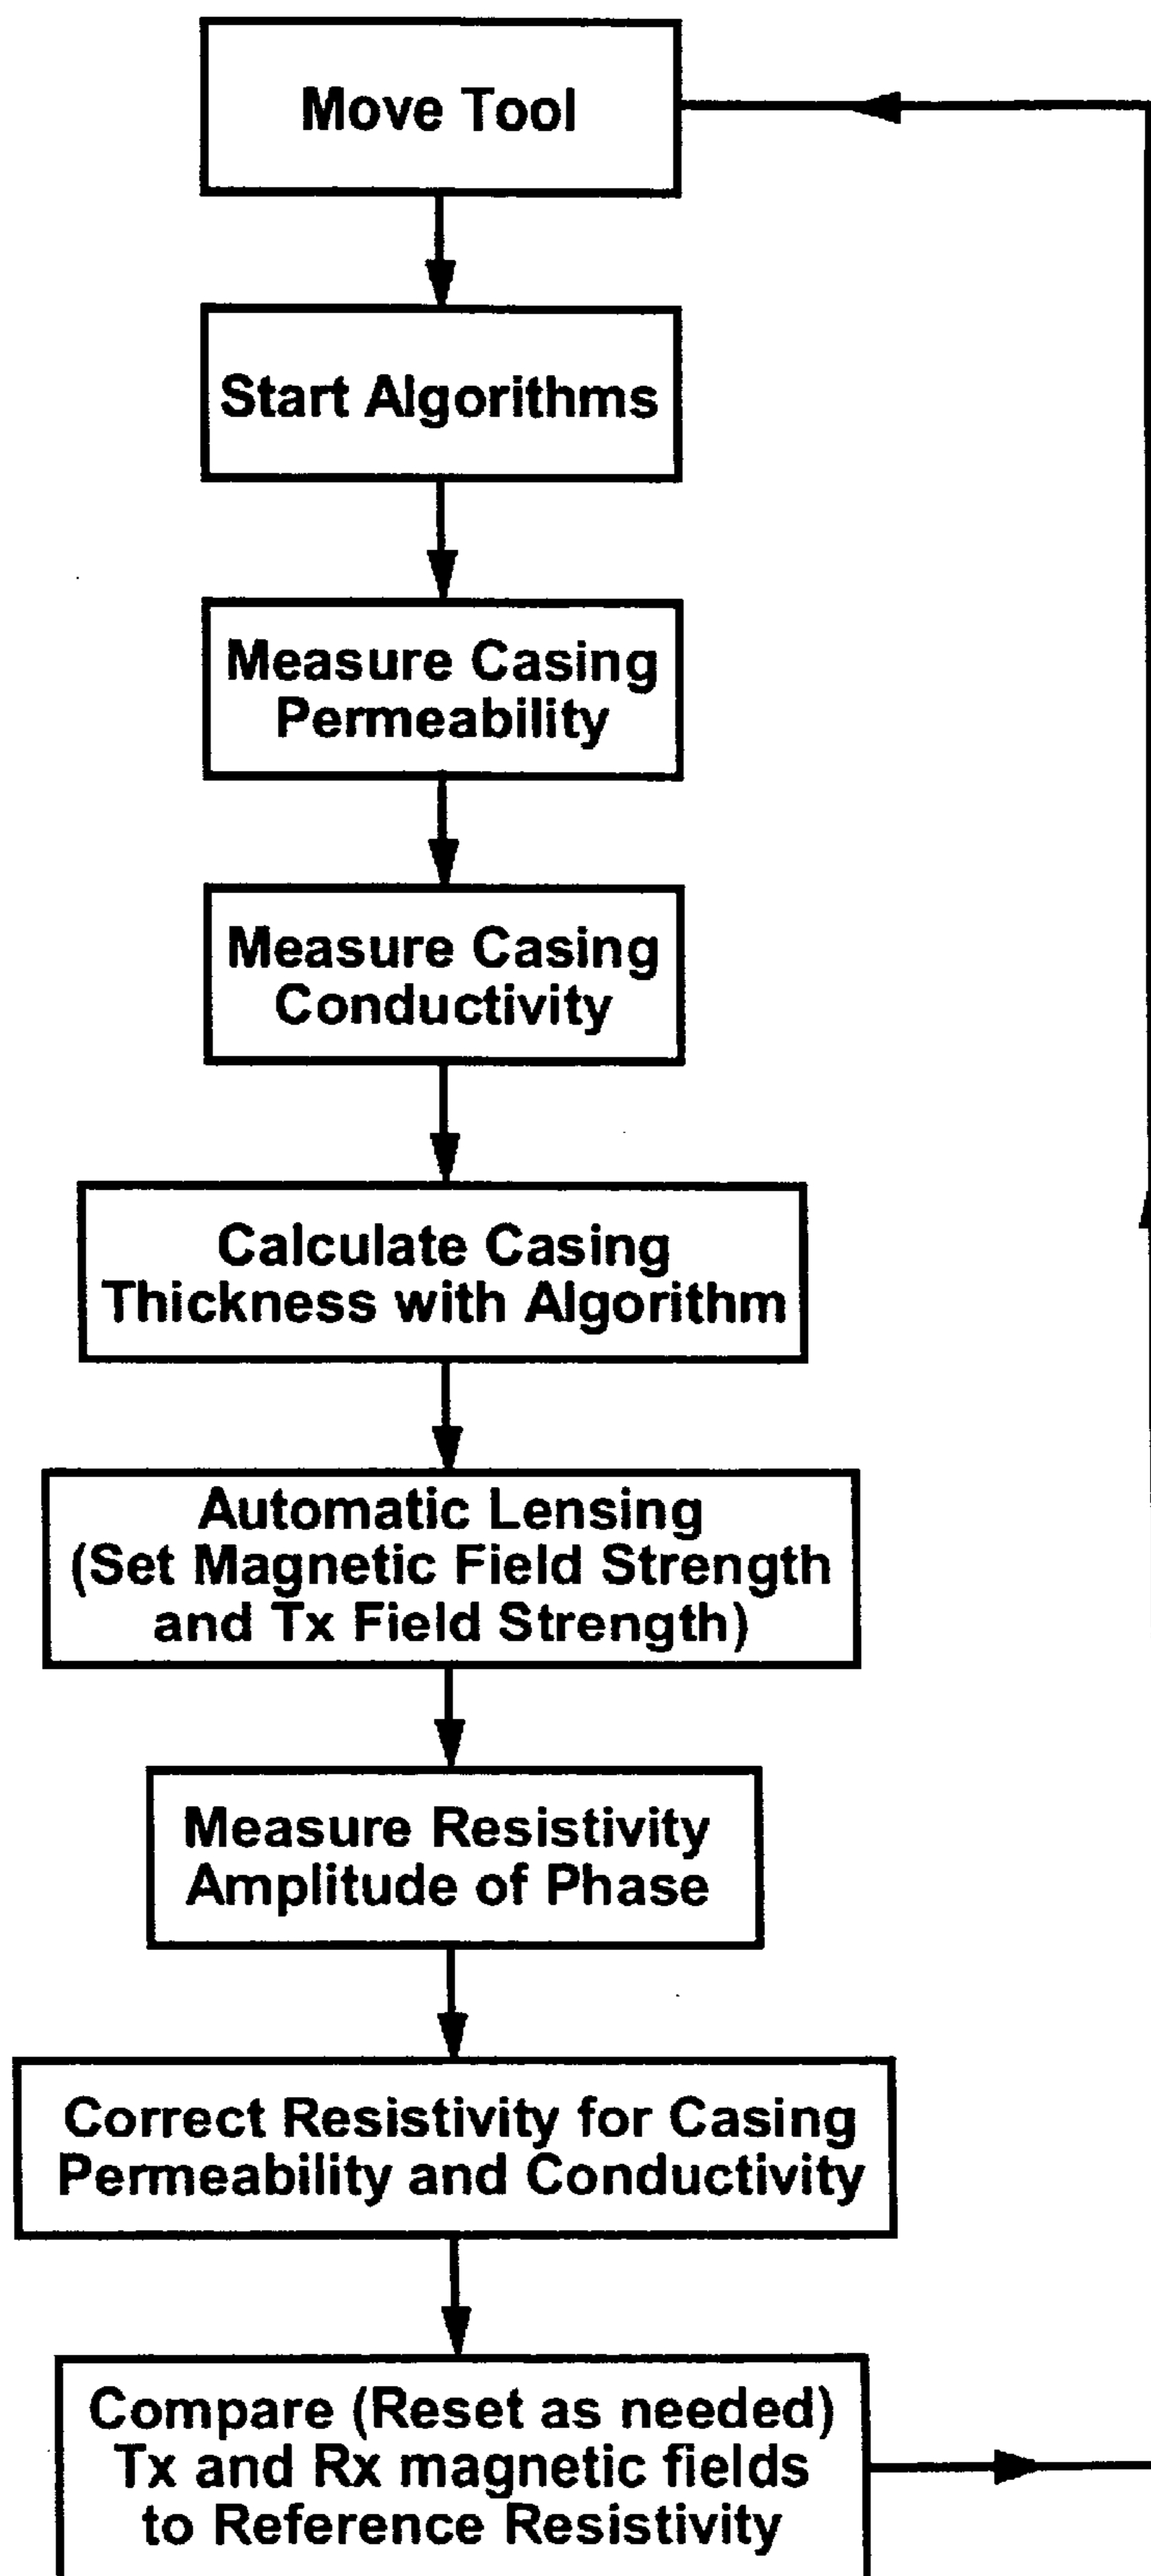 Move Tool
Start Algorithms
Measure Casing
Permeability
Measure Casing
Conductivity
Calculate Casing
Thickness with Algorithm
Automatic Lensing
(Set Magnetic Field Strength
and Tx Field Strength)
Measure Resistivity
Amplitude of Phase
Correct Resistivity for Casing
Permeability and Conductivity
Compare (Reset as needed)
Tx and Rx magnetic fields
to Reference Resistivity